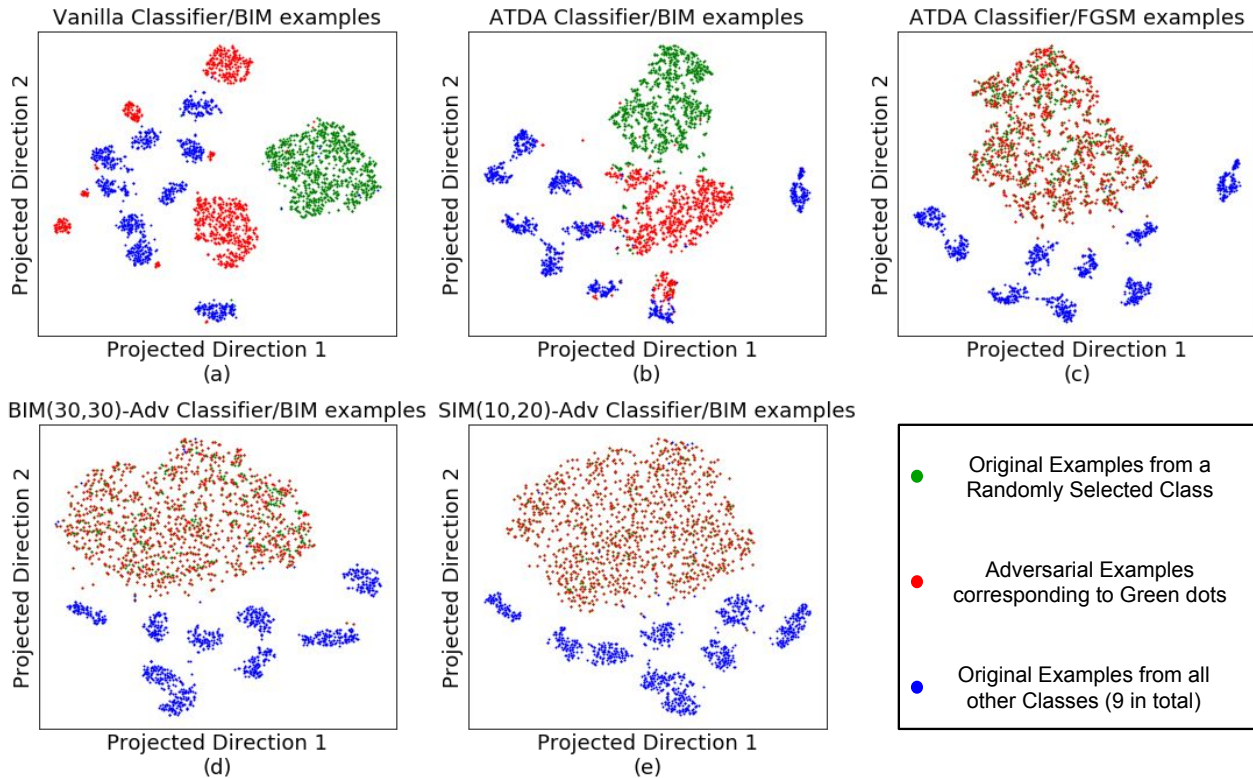 Vanilla Classifier/BIM examples
Projected Direction 2
Projected Direction 1
(a)
ATDA Classifier/BIM examples
Projected Direction 2
Projected Direction 1
(b)
ATDA Classifier/FGSM examples
Projected Direction 2
Projected Direction 1
(c)
BIM(30,30)-Adv Classifier/BIM examples
Projected Direction 2
Projected Direction 1
(d)
SIM(10,20)-Adv Classifier/BIM examples
Projected Direction 2
Projected Direction 1
(e)
Original Examples from a
Randomly Selected Class
Adversarial Examples
corresponding to Green dots
Original Examples from all
other Classes (9 in total)